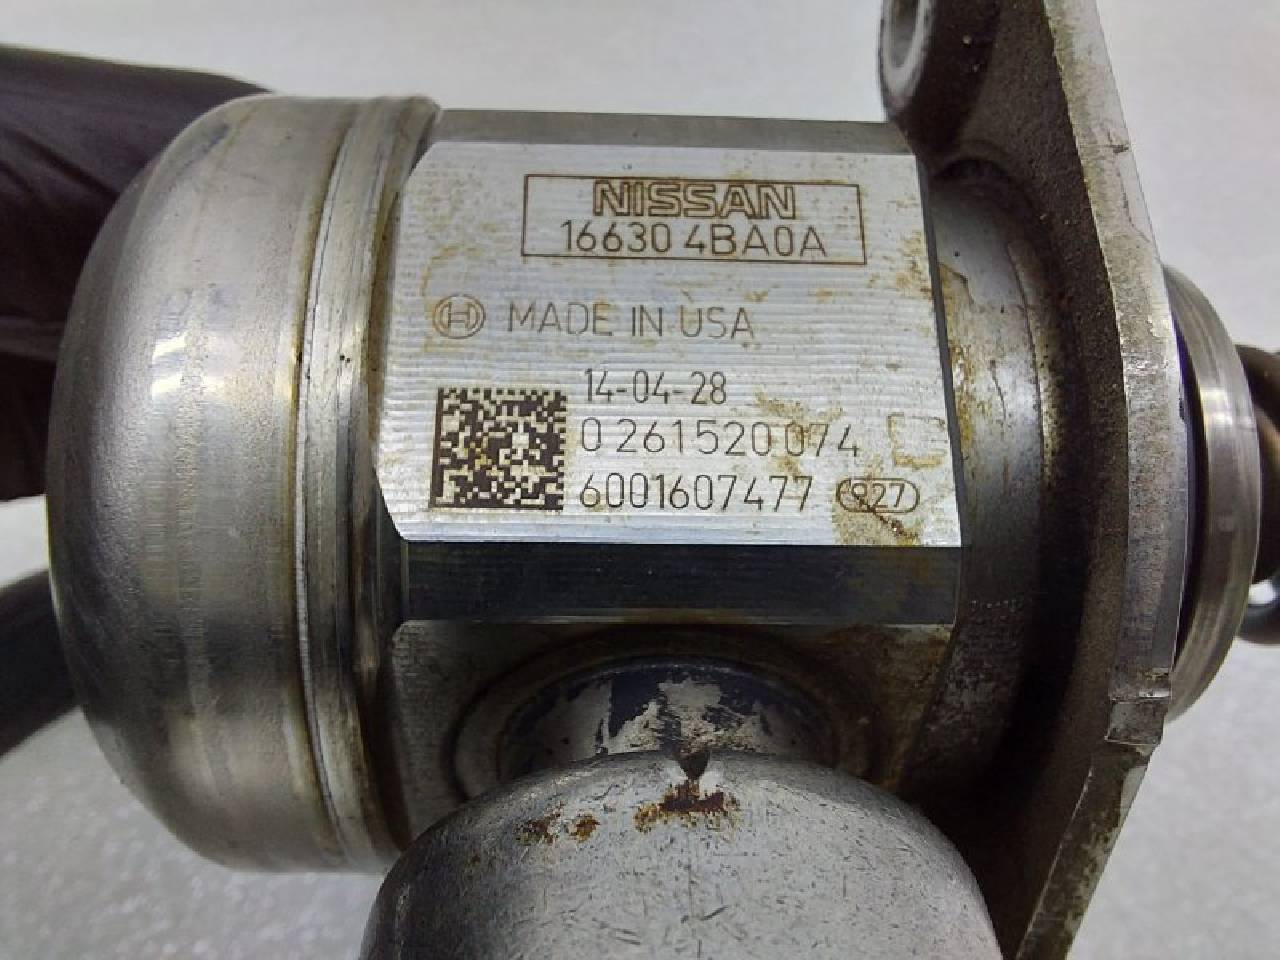 NISSAN
16630 4BA0A
MADE IN USA
14-04-28
0 261 520 074
6001607477 927